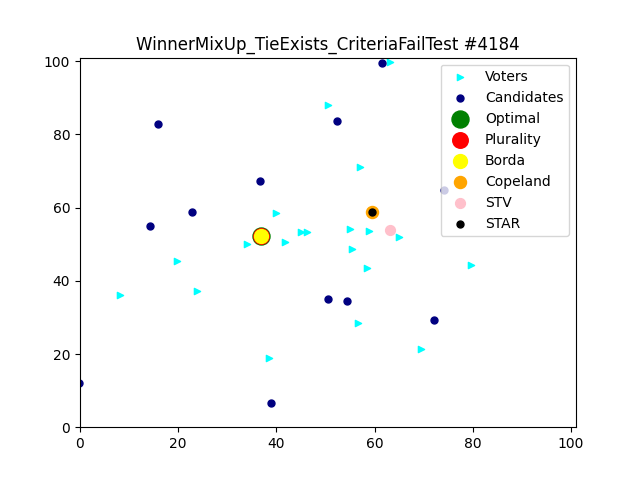 WinnerMixUp_TieExists_CriteriaFailTest #4184
100
80
60
40
20
0
0
20
40
60
80
100
Voters
Candidates
Optimal
Plurality
Borda
Copeland
STV
STAR